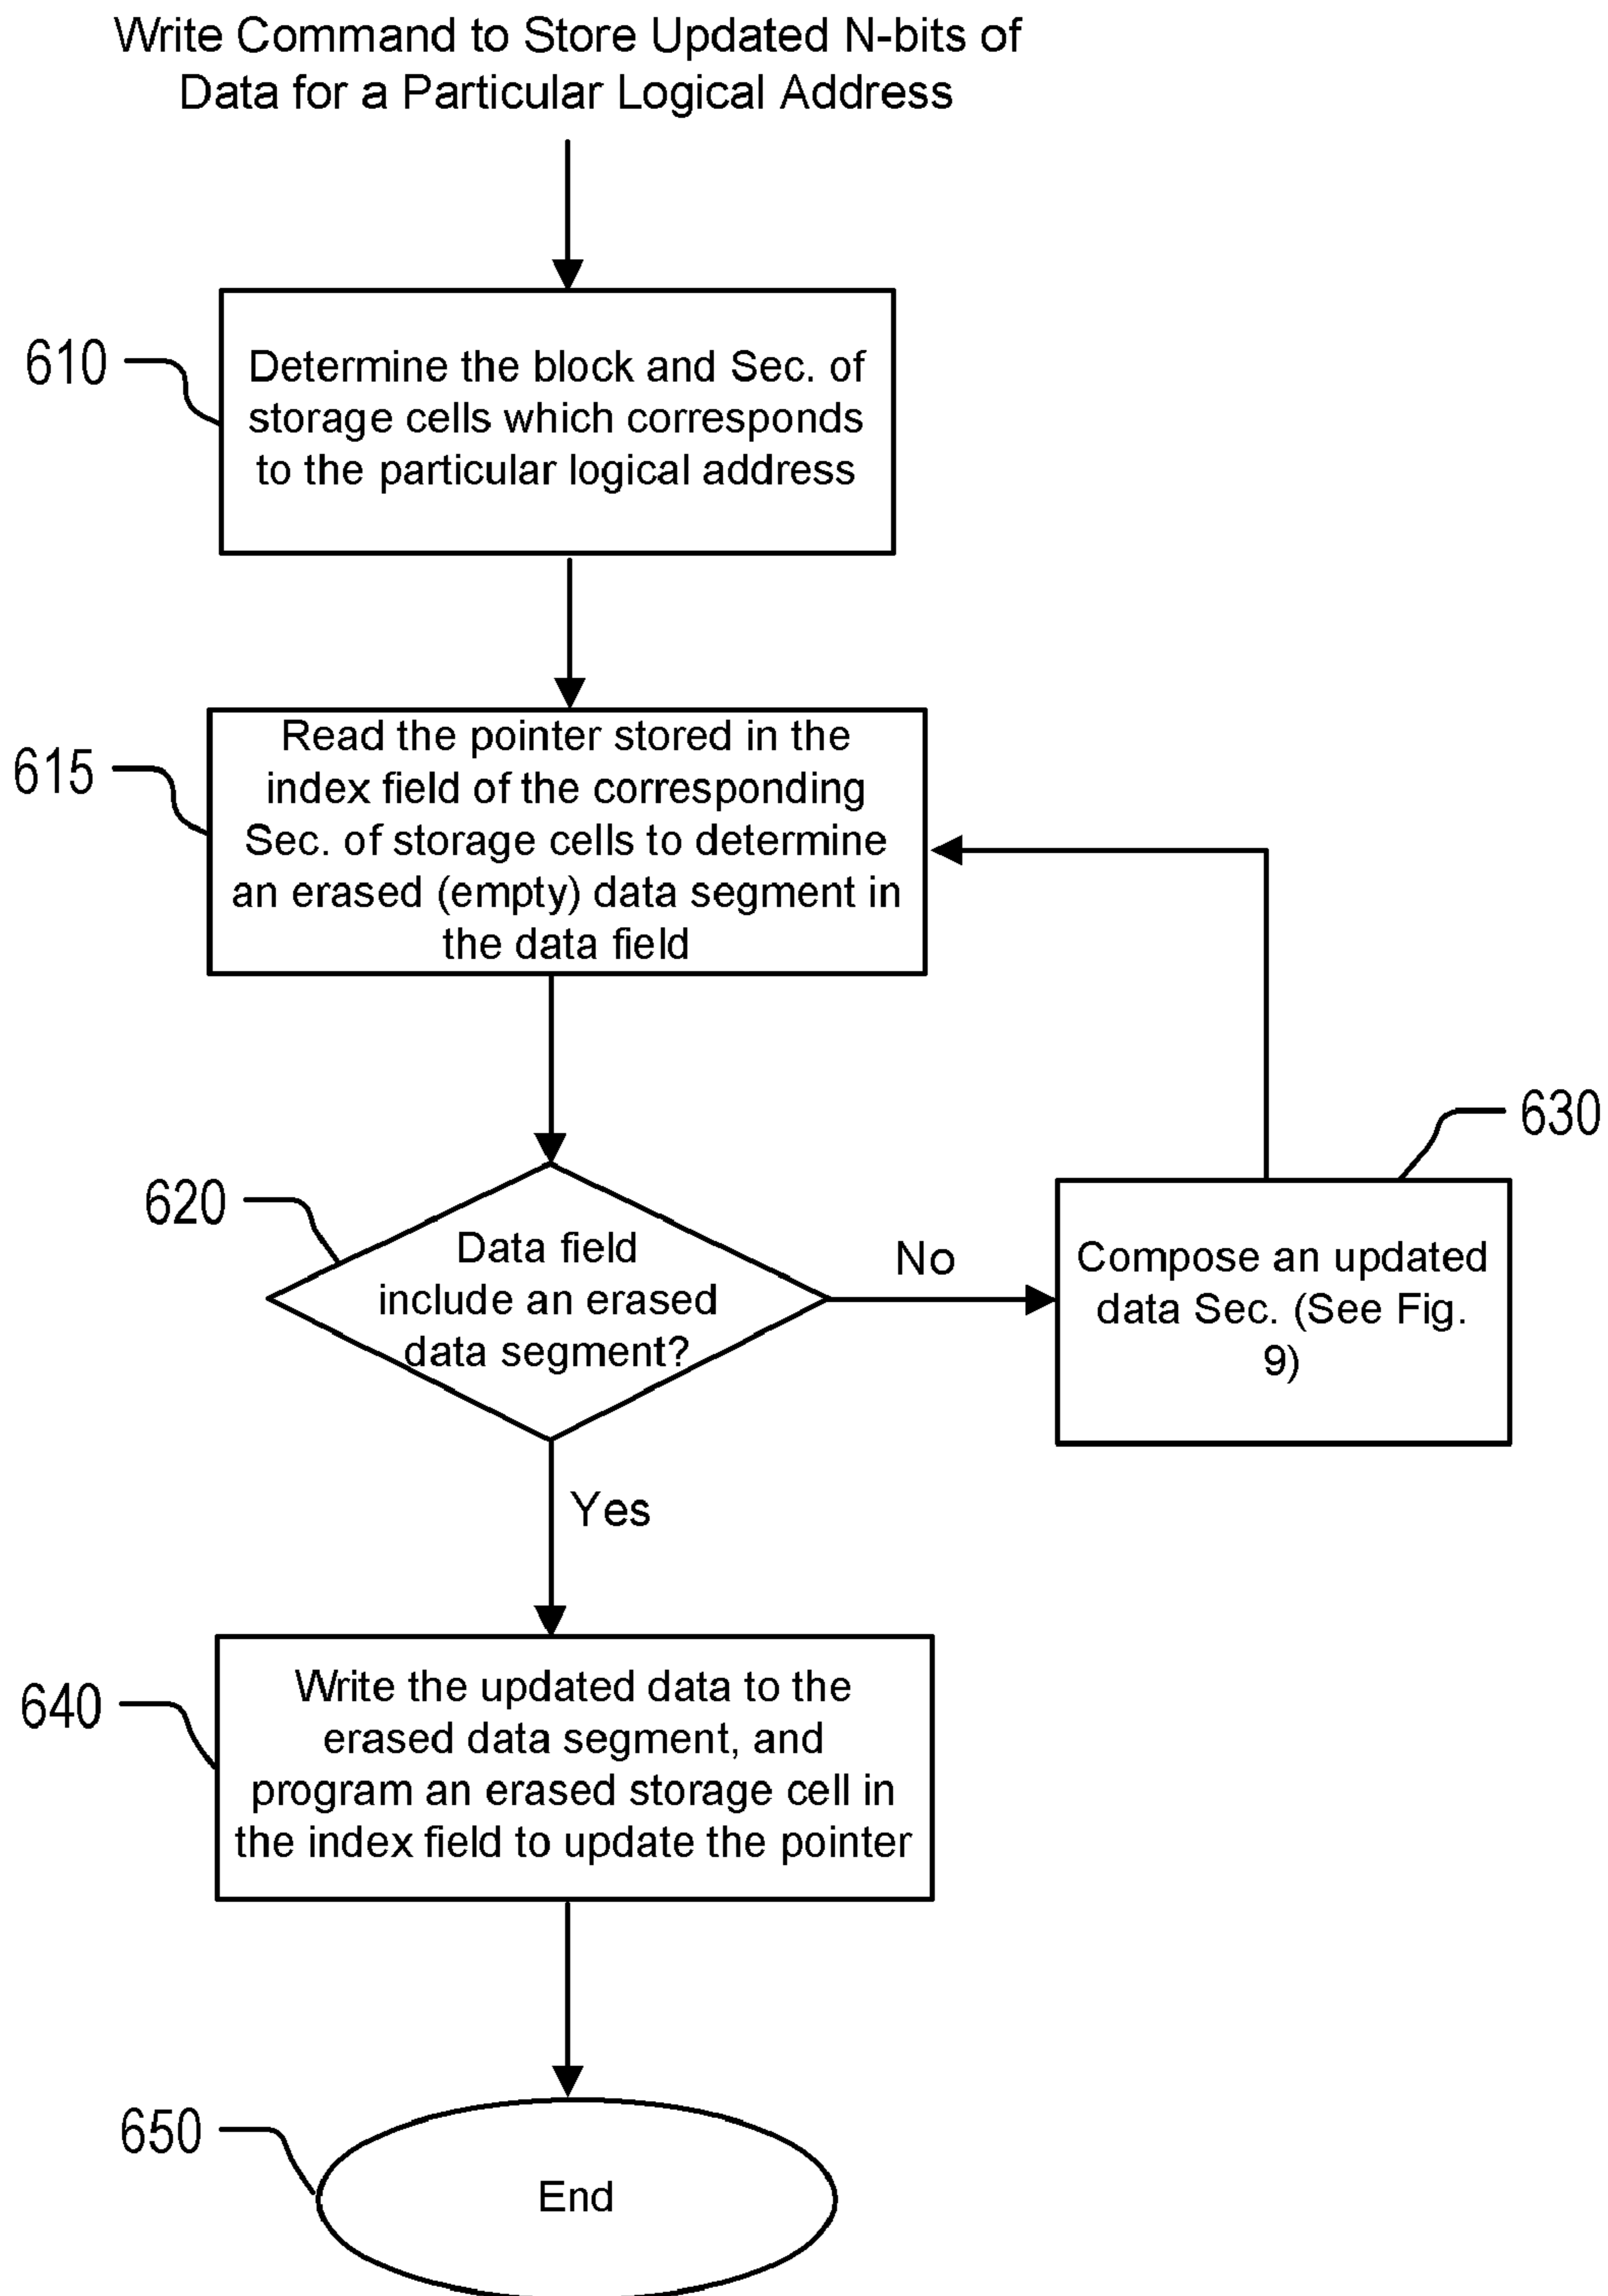 Write Command to Store Updated N-bits of
Data for a Particular Logical Address
610
Determine the block and Sec. of
storage cells which corresponds
to the particular logical address
615
Read the pointer stored in the
index field of the corresponding
Sec. of storage cells to determine
an erased (empty) data segment in
the data field
620
Data field
include an erased
data segment?
No
630
Compose an updated
data Sec. (See Fig.
9)
Yes
640
Write the updated data to the
erased data segment, and
program an erased storage cell in
the index field to update the pointer
650
End